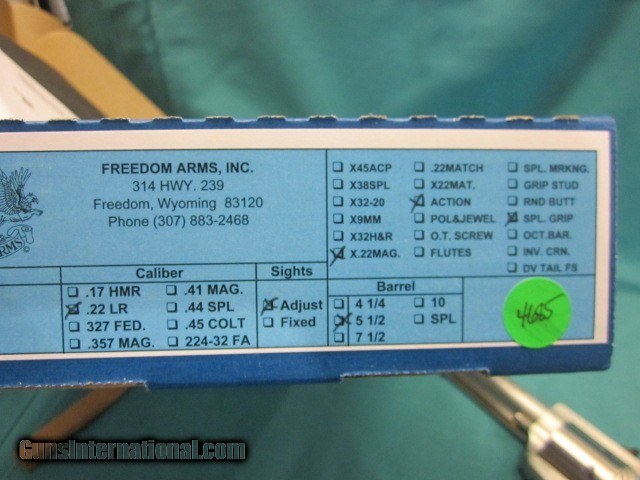 FREEDOM ARMS, INC.
314 HWY. 239
Freedom, Wyoming 83120
Phone (307) 883-2468
ARMS
X45ACP .22MATCH SPL. MRKNG.
X38SPL X22MAT. GRIP STUD
X32-20 ACTION RND BUTT
X9MM POL&JEWEL SPL. GRIP
X32H&R O.T. SCREW OCT.BAR.
X.22MAG. FLUTES INV. CRN.
DV TAIL FS
Caliber Sights Barrel
.17 HMR .41 MAG.
.22 LR .44 SPL
327 FED. .45 COLT
.357 MAG. 224-32 FA
Adjust
Fixed
4 1/4 10
5 1/2 SPL
7 1/2
4685
GunsInternational.com